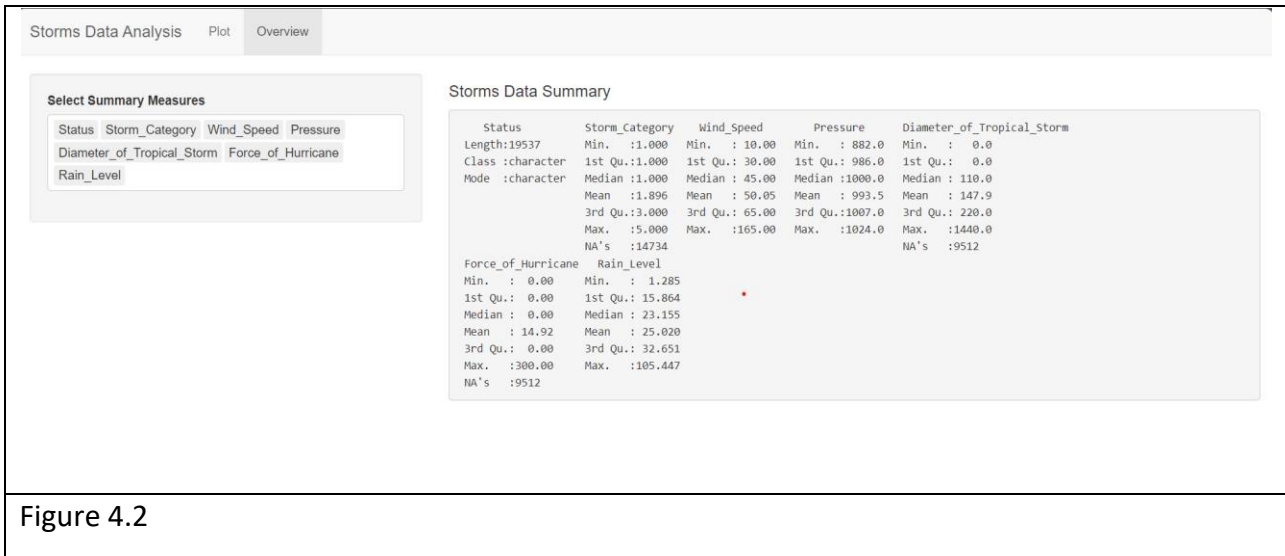 Storms Data Analysis Plot Overview
Select Summary Measures
Status Storm_Category Wind_Speed Pressure
Diameter_of_Tropical_Storm Force_of_Hurricane
Rain_Level
Storms Data Summary
Status Storm_Category Wind_Speed Pressure Diameter_of_Tropical_Storm
Length:19537 Min. :1.000 Min. : 10.00 Min. : 882.0 Min. : 0.0
Class :character 1st Qu.:1.000 1st Qu.: 30.00 1st Qu.: 986.0 1st Qu.: 0.0
Mode :character Median :1.000 Median : 45.00 Median :1000.0 Median : 110.0
Mean :1.896 Mean : 50.05 Mean : 993.5 Mean : 147.9
3rd Qu.:3.000 3rd Qu.: 65.00 3rd Qu.:1007.0 3rd Qu.: 220.0
Max. :5.000 Max. :165.00 Max. :1024.0 Max. :1440.0
NA's :14734 NA's :9512
Force_of_Hurricane Rain_Level
Min. : 0.00 Min. : 1.285
1st Qu.: 0.00 1st Qu.: 15.864
Median : 0.00 Median : 23.155
Mean : 14.92 Mean : 25.020
3rd Qu.: 0.00 3rd Qu.: 32.651
Max. :300.00 Max. :105.447
NA's :9512
Figure 4.2